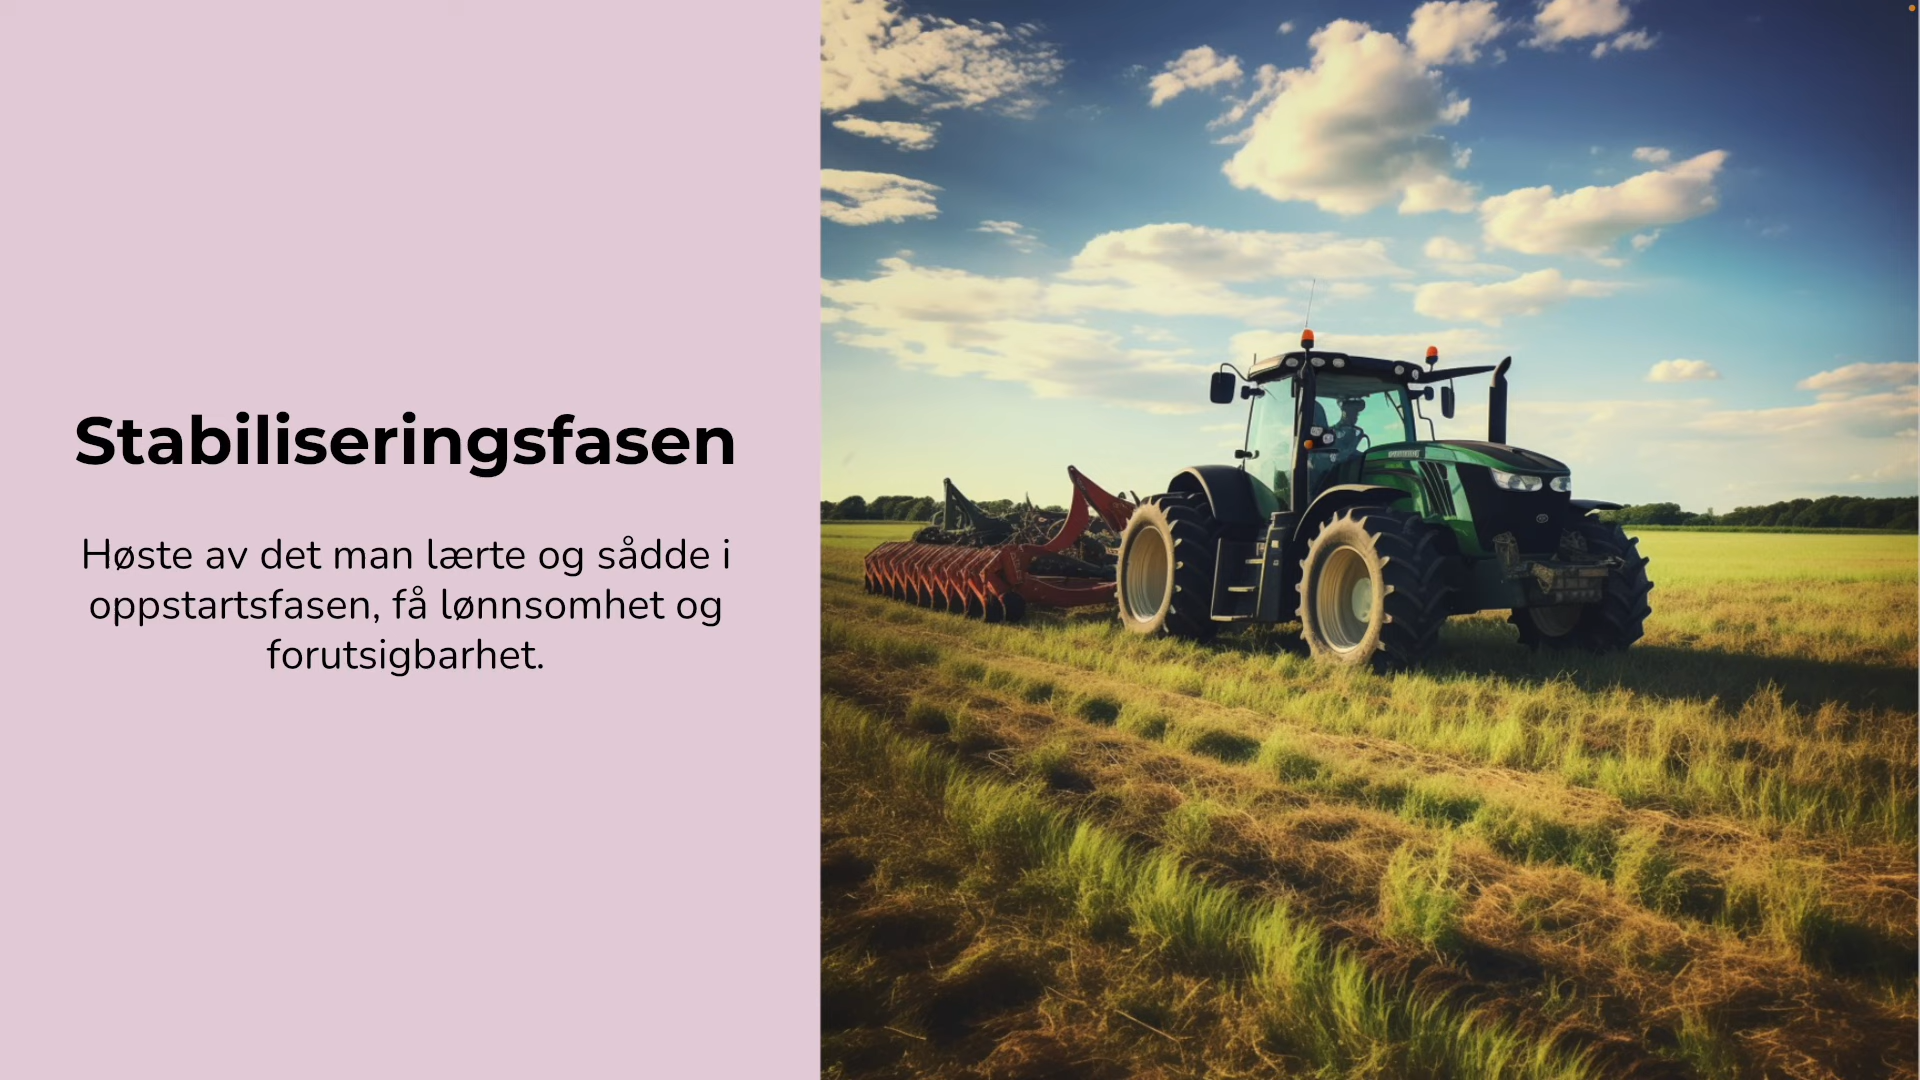 Stabiliseringsfasen
Høste av det man lærte og sådde i
oppstartsfasen, få lønnsomhet og
forutsigbarhet.